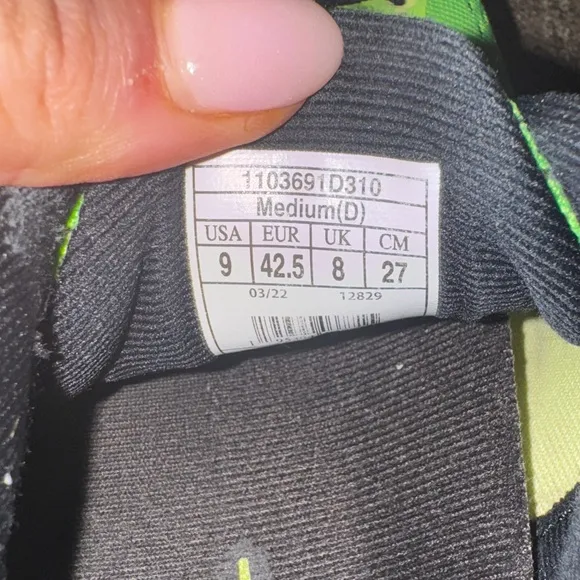 1103691D310
Medium(D)
USA EUR UK CM
9 42.5 8 27
03/22 12829